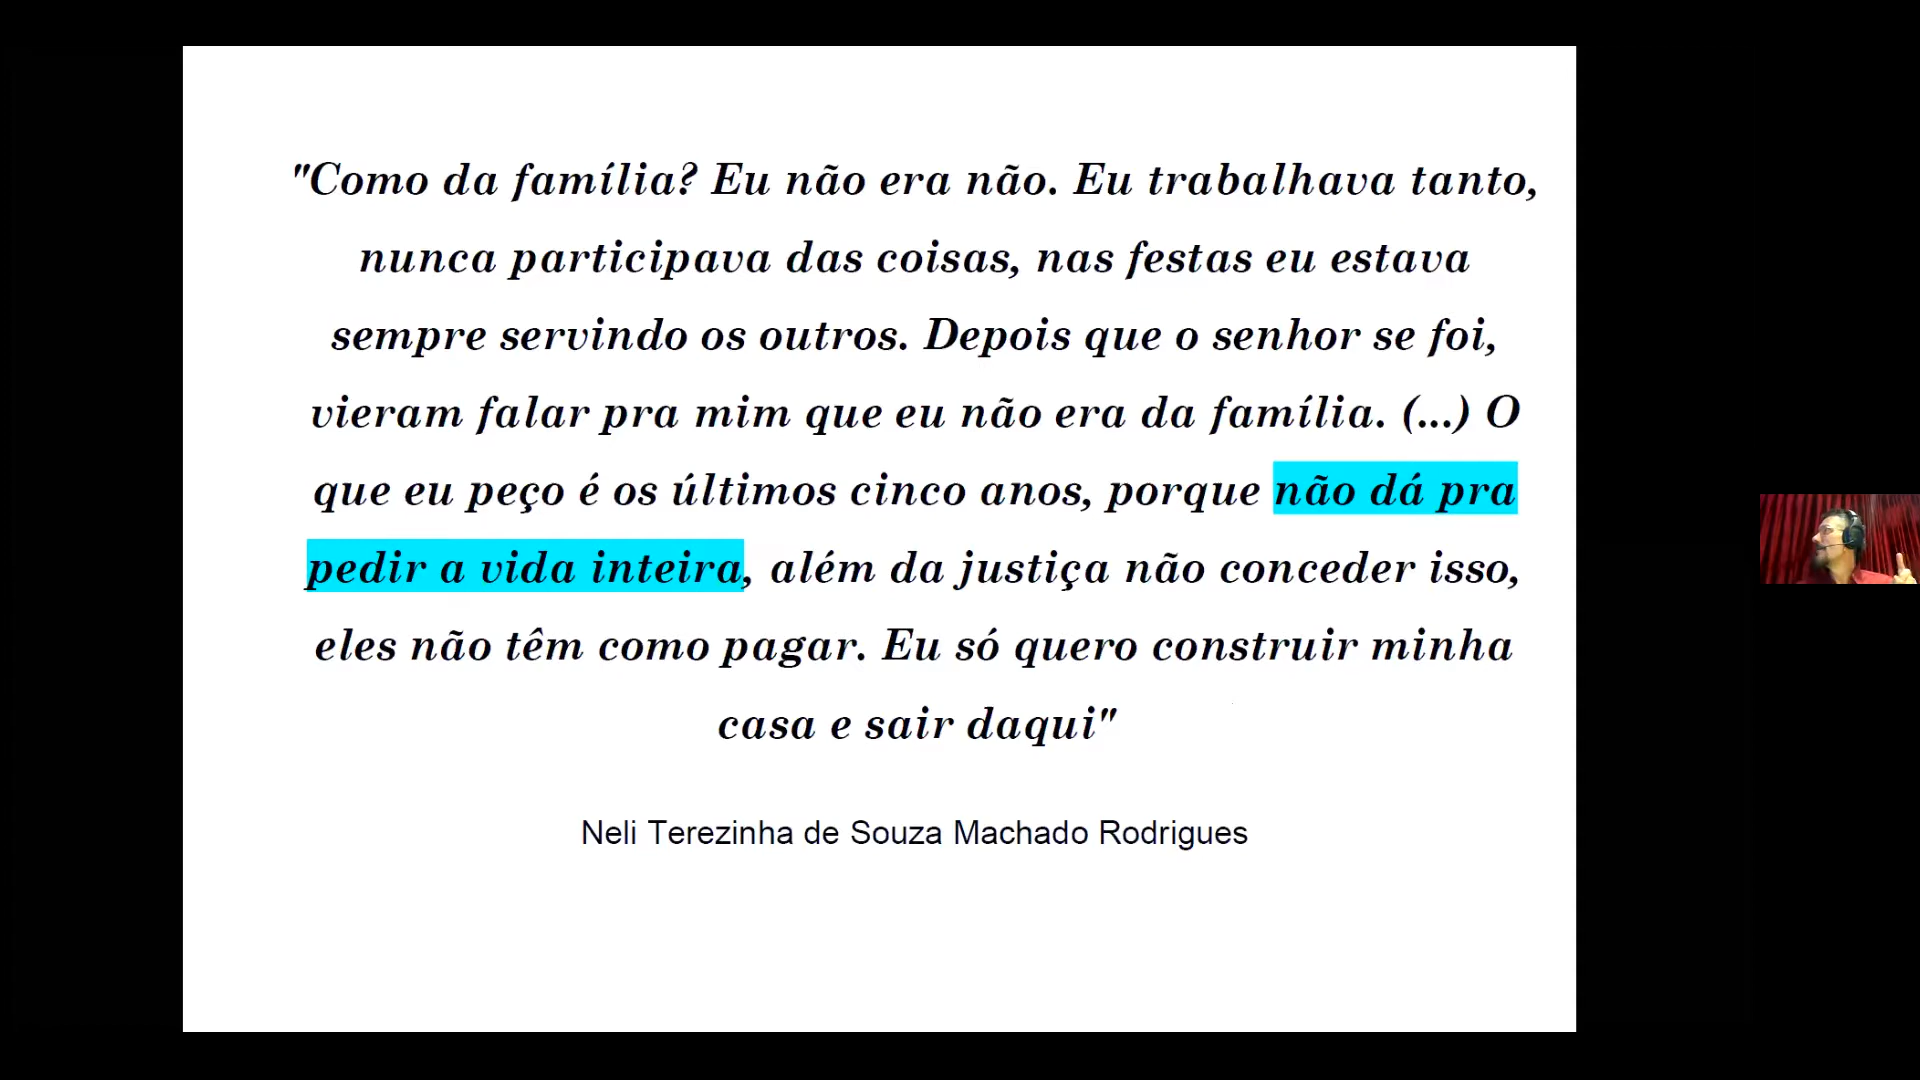 "Como da família? Eu não era não. Eu trabalhava tanto,
nunca participava das coisas, nas festas eu estava
sempre servindo os outros. Depois que o senhor se foi,
vieram falar pra mim que eu não era da família. (...) O
que eu peço é os últimos cinco anos, porque não dá pra
pedir a vida inteira, além da justiça não conceder isso,
eles não têm como pagar. Eu só quero construir minha
casa e sair daqui"
Neli Terezinha de Souza Machado Rodrigues